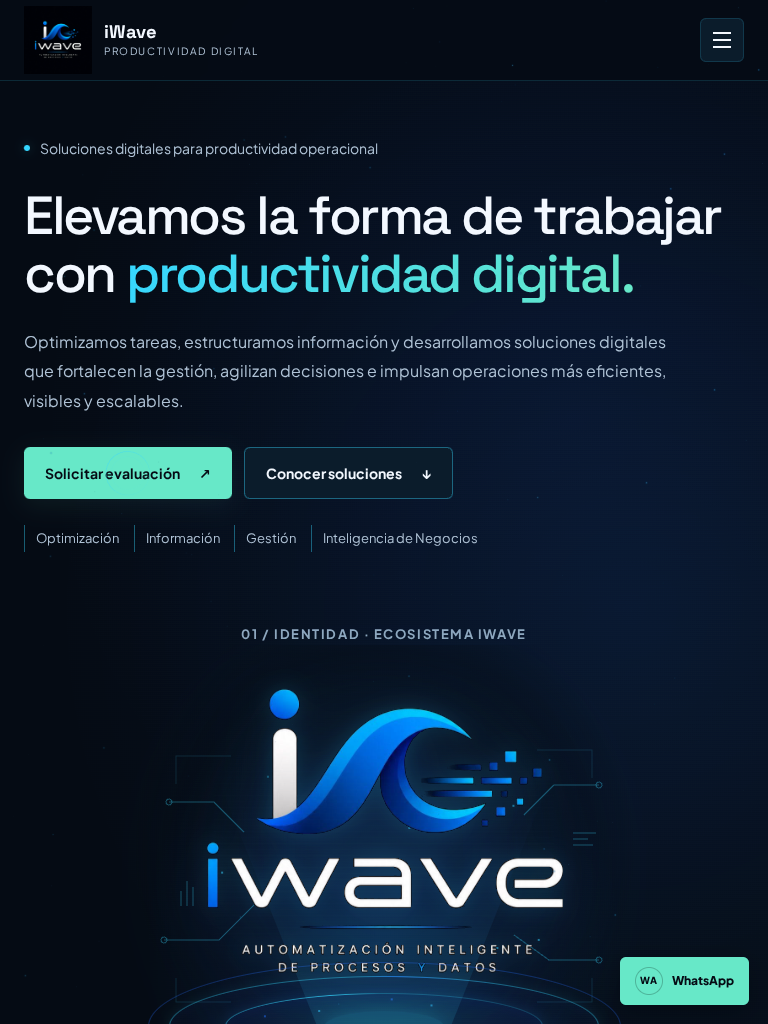 iwave
iWave
PRODUCTIVIDAD DIGITAL
Soluciones digitales para productividad operacional
Elevamos la forma de trabajar
con productividad digital.
Optimizamos tareas, estructuramos información y desarrollamos soluciones digitales
que fortalecen la gestión, agilizan decisiones e impulsan operaciones más eficientes,
visibles y escalables.
Solicitar evaluación ↗
Conocer soluciones ↓
Optimización
Información
Gestión
Inteligencia de Negocios
01 / IDENTIDAD · ECOSISTEMA IWAVE
iwave
AUTOMATIZACIÓN INTELIGENTE
DE PROCESOS Y DATOS
WA WhatsApp